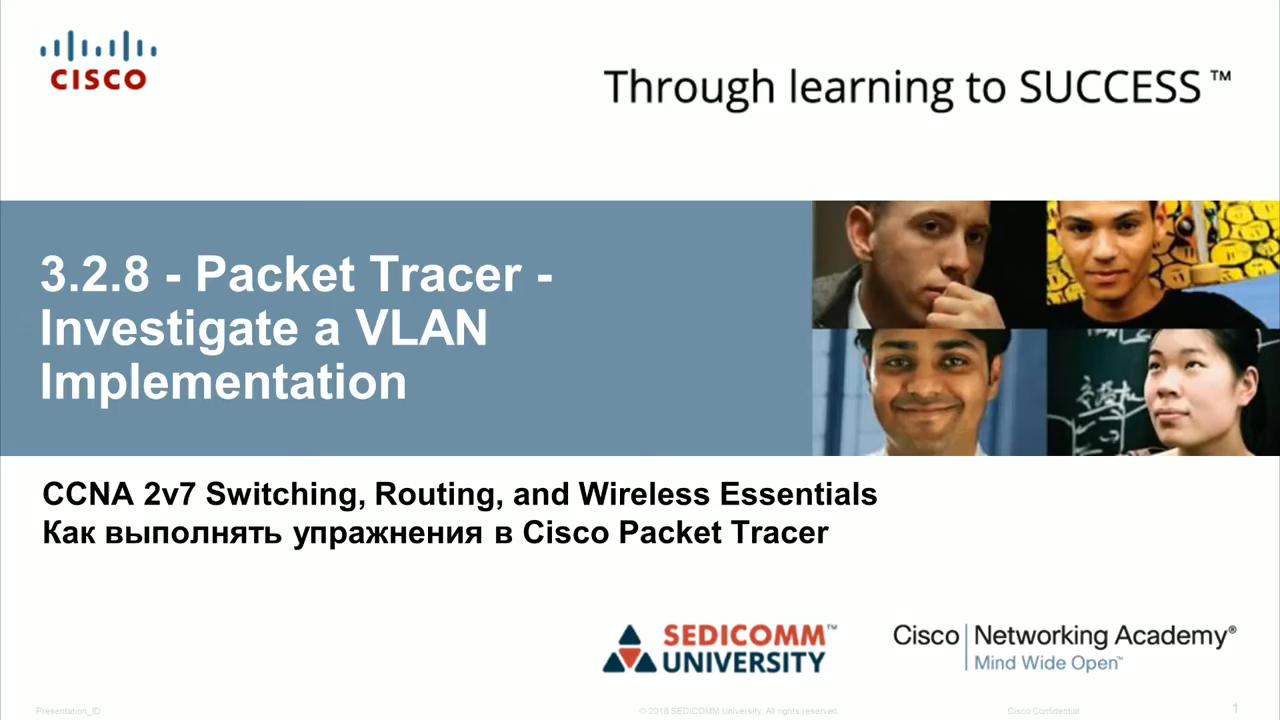 CISCO
Through learning to SUCCESS™
3.2.8 - Packet Tracer -
Investigate a VLAN
Implementation
CCNA 2v7 Switching, Routing, and Wireless Essentials
Как выполнять упражнения в Cisco Packet Tracer
SEDICOMM™
UNIVERSITY
Cisco Networking Academy®
Mind Wide Open™
Presentation_ID
© 2018 SEDICOMM University. All rights reserved.
Cisco Confidential
1